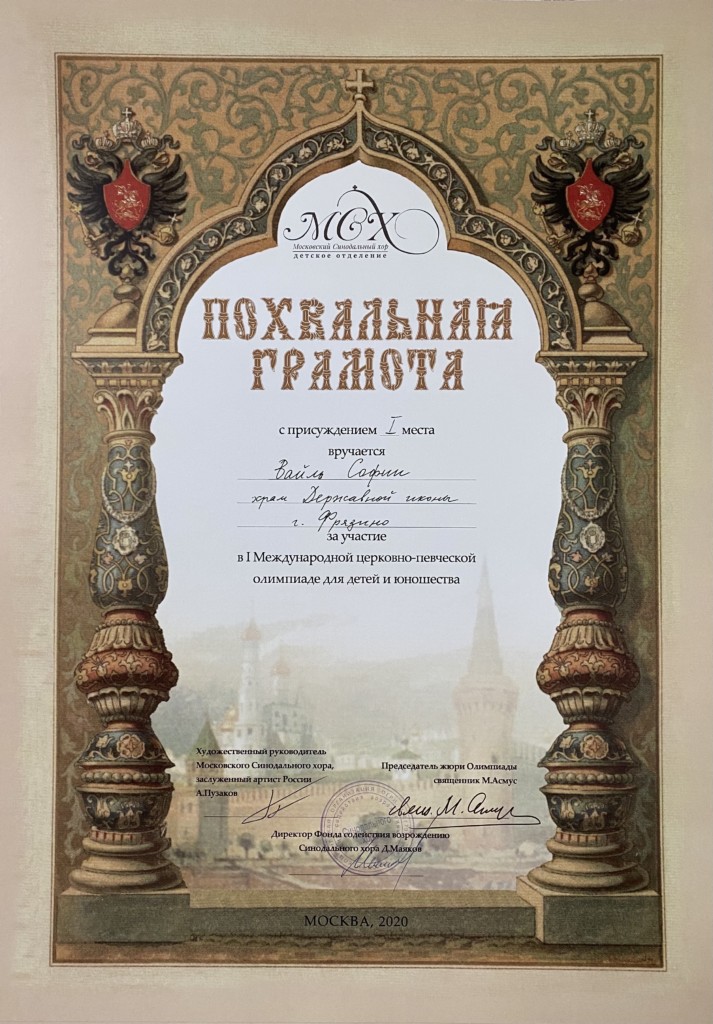 МСХ
Московский Синодальный хор
детское отделение
ПОХВАЛЬНАЯ
ГРАМОТА
с присуждением I места
вручается
Вайль Софии
храм Державной иконы
г. Фрязино
за участие
в I Международной церковно-певческой
олимпиаде для детей и юношества
Художественный руководитель
Московского Синодального хора,
заслуженный артист России
А.Пузаков
Председатель жюри Олимпиады
священник М.Асмус
свящ. М. Асмус
Директор Фонда содействия возрождению
Синодального хора Д.Маяков
МОСКВА, 2020